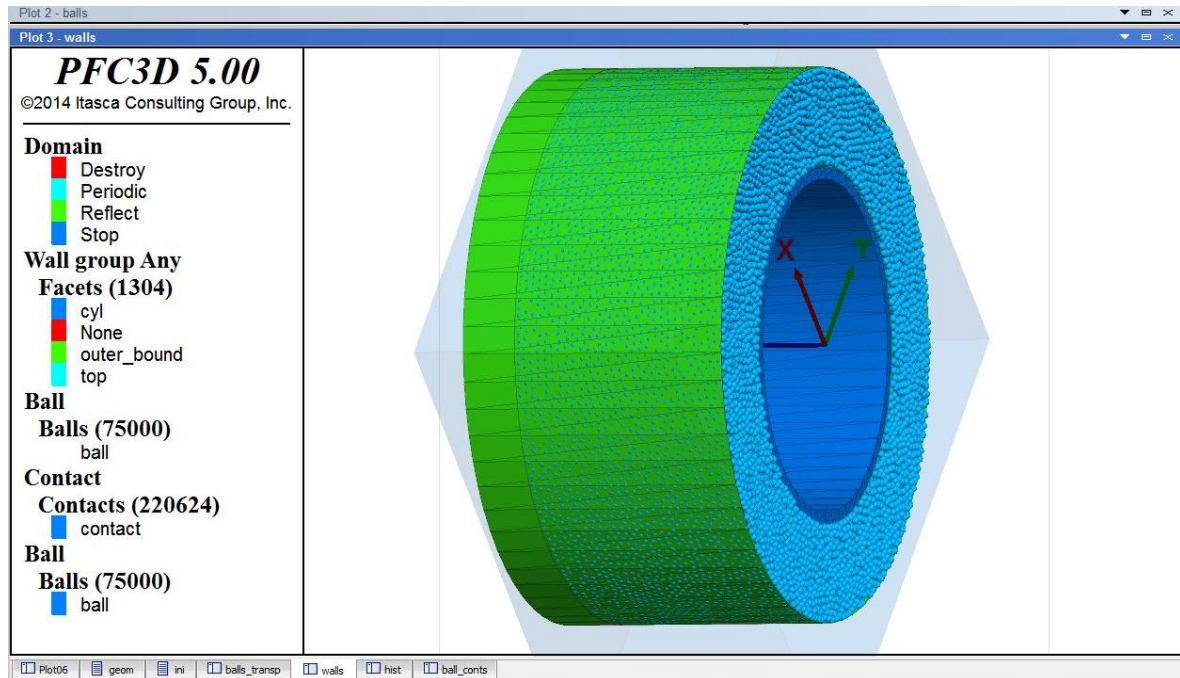 Plot 2 - balls
Plot 3 - walls
PFC3D 5.00
©2014 Itasca Consulting Group, Inc.
Domain
Destroy
Periodic
Reflect
Stop
Wall group Any
Facets (1304)
cyl
None
outer_bound
top
Ball
Balls (75000)
ball
Contact
Contacts (220624)
contact
Ball
Balls (75000)
ball
X Y
Plot06 geom ini balls_transp walls hist ball_conts